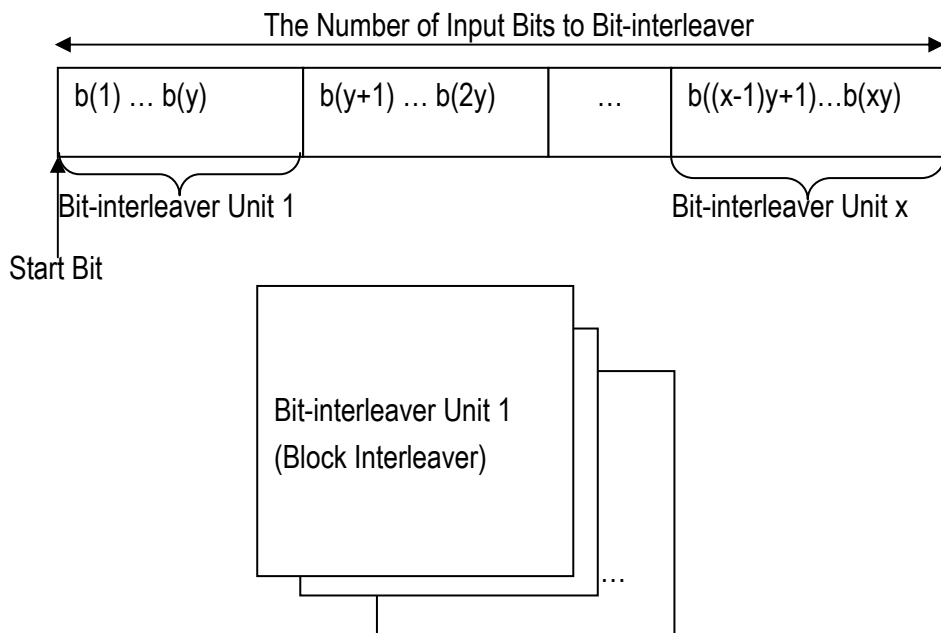 The Number of Input Bits to Bit-interleaver
b(1) … b(y) b(y+1) … b(2y) … b((x-1)y+1)…b(xy)
Bit-interleaver Unit 1 Bit-interleaver Unit x
Start Bit
Bit-interleaver Unit 1
(Block Interleaver)
…